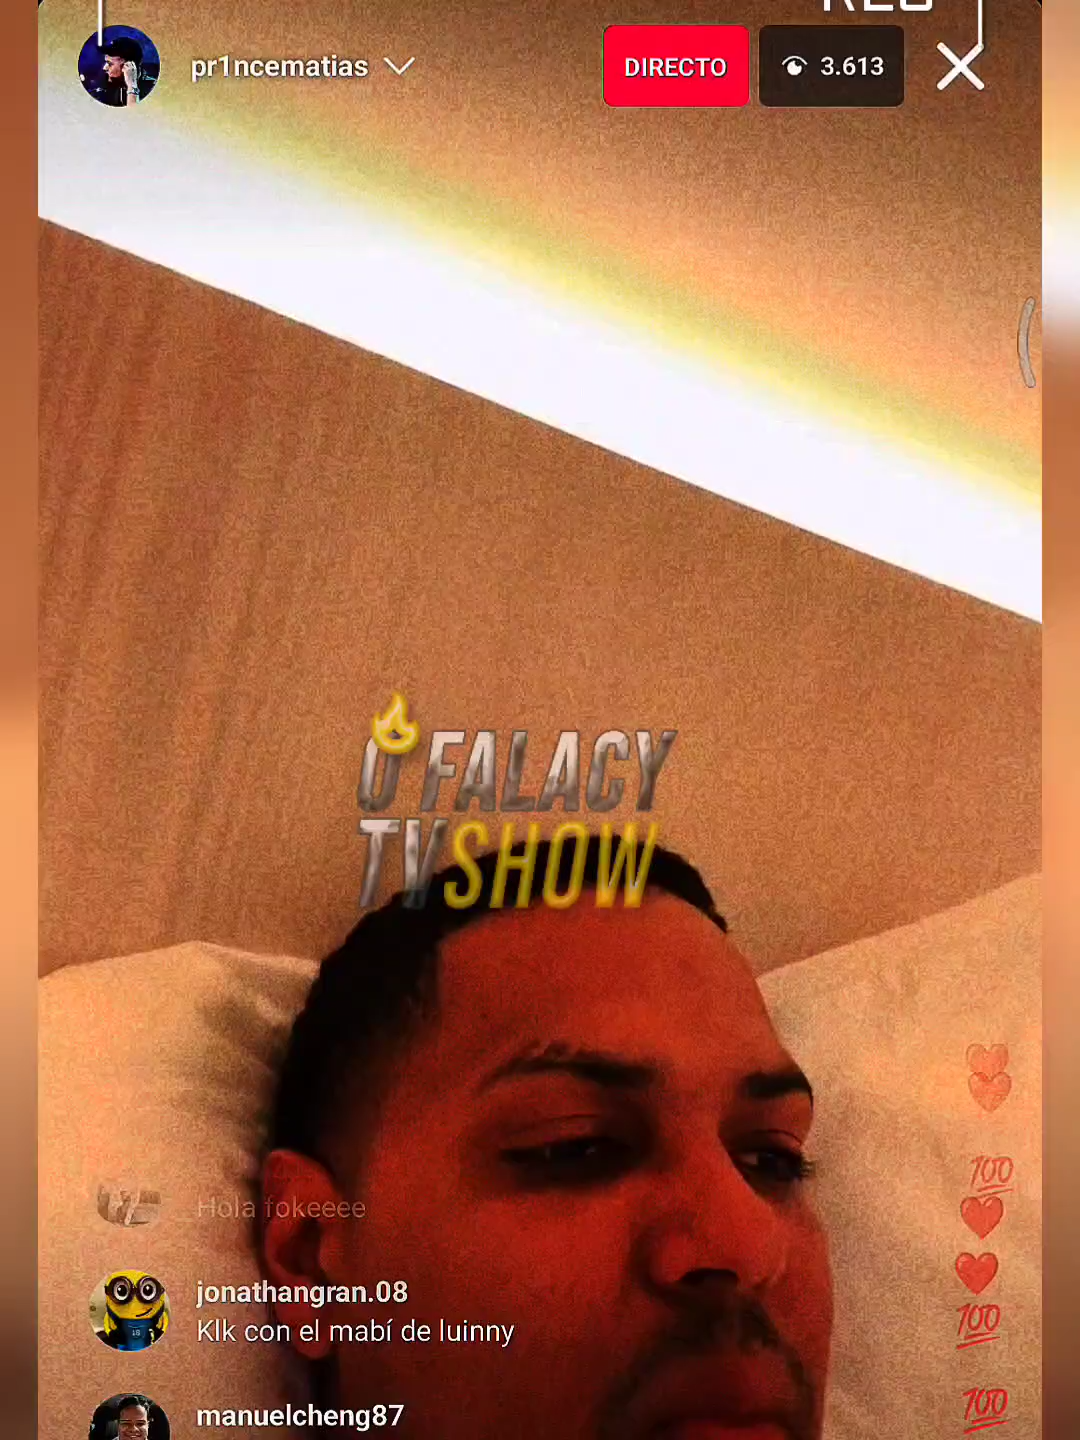 pr1ncematias
DIRECTO
3.613
FALACY
TV SHOW
Hola fokeeee
jonathangran.08
Klk con el mabí de luinny
manuelcheng87
100
100
100